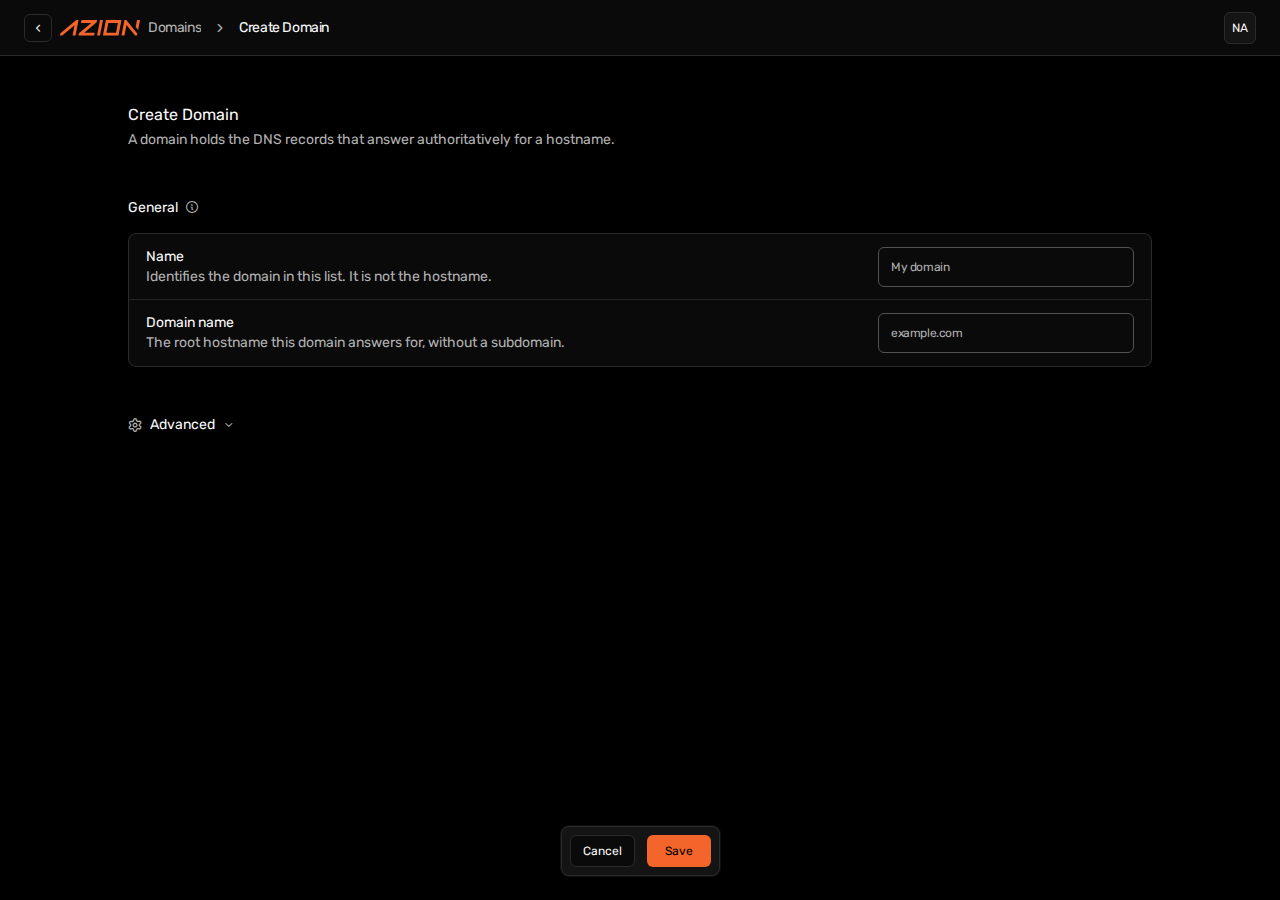 AZION Domains Create Domain NA
Create Domain
A domain holds the DNS records that answer authoritatively for a hostname.
General
Name
Identifies the domain in this list. It is not the hostname.
My domain
Domain name
The root hostname this domain answers for, without a subdomain.
example.com
Advanced
Cancel Save